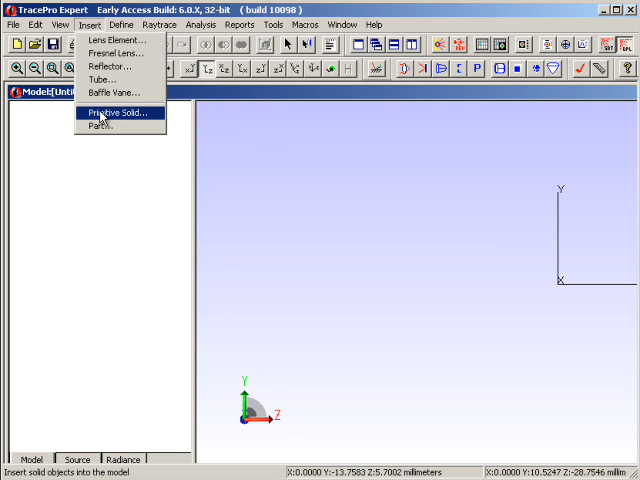 TracePro Expert   Early Access Build: 6.0.X, 32-bit   ( build 10098 )
File Edit View Insert Define Raytrace Analysis Reports Tools Macros Window Help
Lens Element...
Fresnel Lens...
Reflector...
Tube...
Baffle Vane...
Model:[Unti
Primitive Solid...
Part...
Y
X
Y
Z
Model Source Radiance
Insert solid objects into the model
X:0.0000 Y:-13.7583 Z:5.7002 millimeters
X:0.0000 Y:10.5247 Z:-28.7546 millim